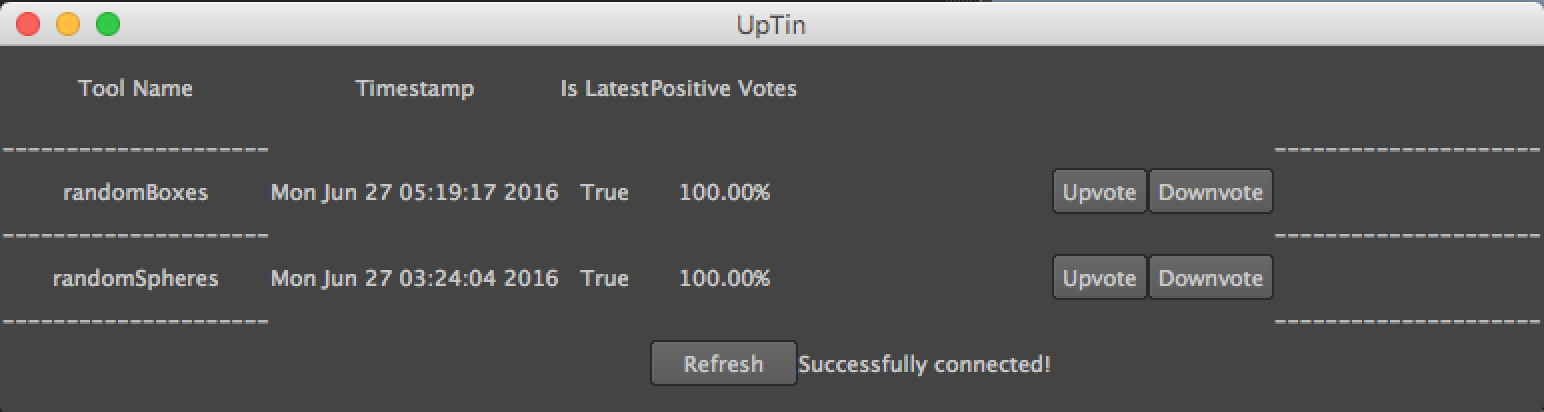 UpTin
Tool Name Timestamp Is Latest Positive Votes
--------------------- ---------------------
randomBoxes Mon Jun 27 05:19:17 2016 True 100.00% Upvote Downvote
--------------------- ---------------------
randomSpheres Mon Jun 27 03:24:04 2016 True 100.00% Upvote Downvote
--------------------- ---------------------
Refresh Successfully connected!